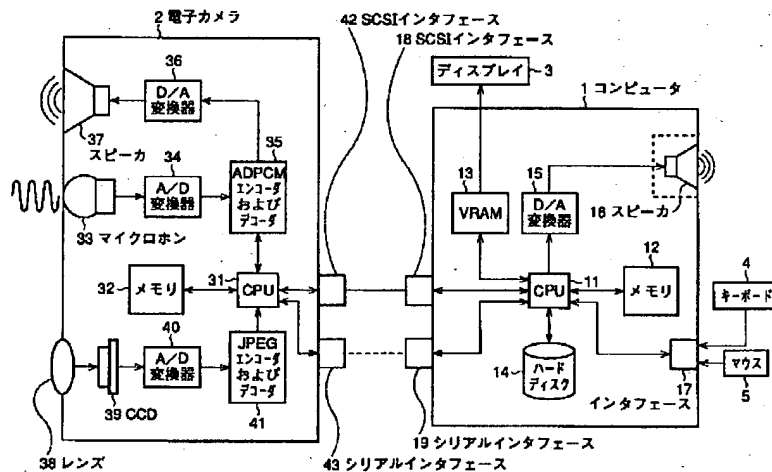 2 電子カメラ
42 SCSIインタフェース
18 SCSIインタフェース
ディスプレイ
3
1 コンピュータ
36
D/A
変換器
37
スピーカ
35
ADPCM
エンコーダ
および
デコーダ
34
A/D
変換器
33 マイクロホン
13
VRAM
15
D/A
変換器
16 スピーカ
32
メモリ
31
CPU
11
CPU
12
メモリ
4
キーボード
40
A/D
変換器
JPEG
エンコーダ
および
デコーダ
41
39 CCD
38 レンズ
14
ハード
ディスク
17
インタフェース
マウス
5
43 シリアルインタフェース
19 シリアルインタフェース